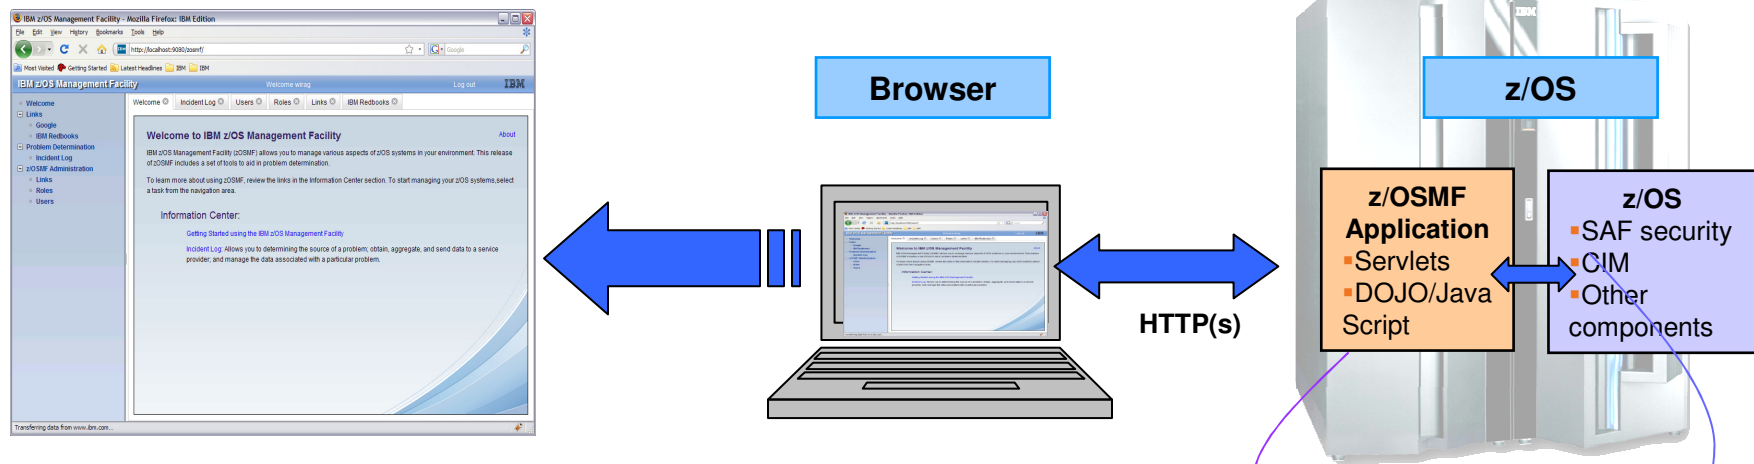 IBM z/OS Management Facility - Mozilla Firefox: IBM Edition
File Edit View History Bookmarks Tools Help
http://localhost:9080/zosmf/
Google
Most Visited Getting Started Latest Headlines IBM IBM
IBM z/OS Management Facility Welcome wirag Log out IBM
Welcome
Links
Google
IBM Redbooks
Problem Determination
Incident Log
z/OSMF Administration
Links
Roles
Users
Welcome Incident Log Users Roles Links IBM Redbooks
Welcome to IBM z/OS Management Facility About
IBM z/OS Management Facility (zOSMF) allows you to manage various aspects of z/OS systems in your environment. This release
of zOSMF includes a set of tools to aid in problem determination.
To learn more about using zOSMF, review the links in the Information Center section. To start managing your z/OS systems,select
a task from the navigation area.
Information Center:
Getting Started using the IBM z/OS Management Facility
Incident Log: Allows you to determining the source of a problem; obtain, aggregate, and send data to a service
provider; and manage the data associated with a particular problem.
Transferring data from www.ibm.com...
Browser
HTTP(s)
IBM
z/OS
z/OSMF
Application
Servlets
DOJO/Java
Script
z/OS
SAF security
CIM
Other
components